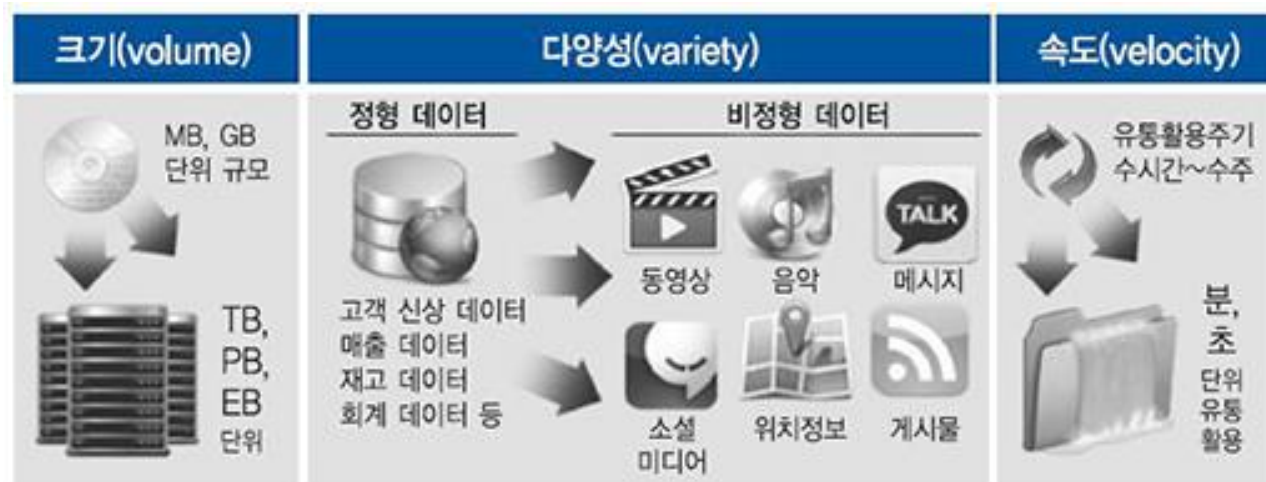 크기(volume)
MB, GB
단위 규모
TB,
PB,
EB
단위
다양성(variety)
정형 데이터
고객 신상 데이터
매출 데이터
재고 데이터
회계 데이터 등
비정형 데이터
동영상
음악
TALK
메시지
소셜
미디어
위치정보
게시물
속도(velocity)
유통활용주기
수시간~수주
분,
초
단위
유통
활용